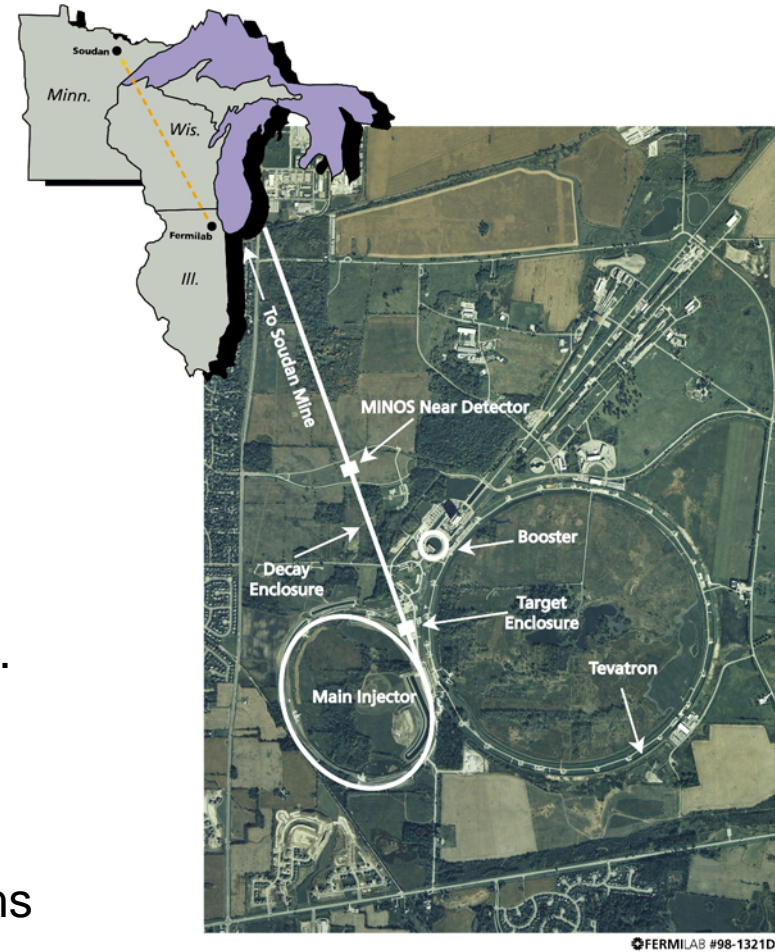 Soudan
Minn.
Wis.
Fermilab
Ill.
To Soudan Mine
MINOS Near Detector
Booster
Decay
Enclosure
Target
Enclosure
Tevatron
Main Injector
.
ns
FERMILAB #98-1321D